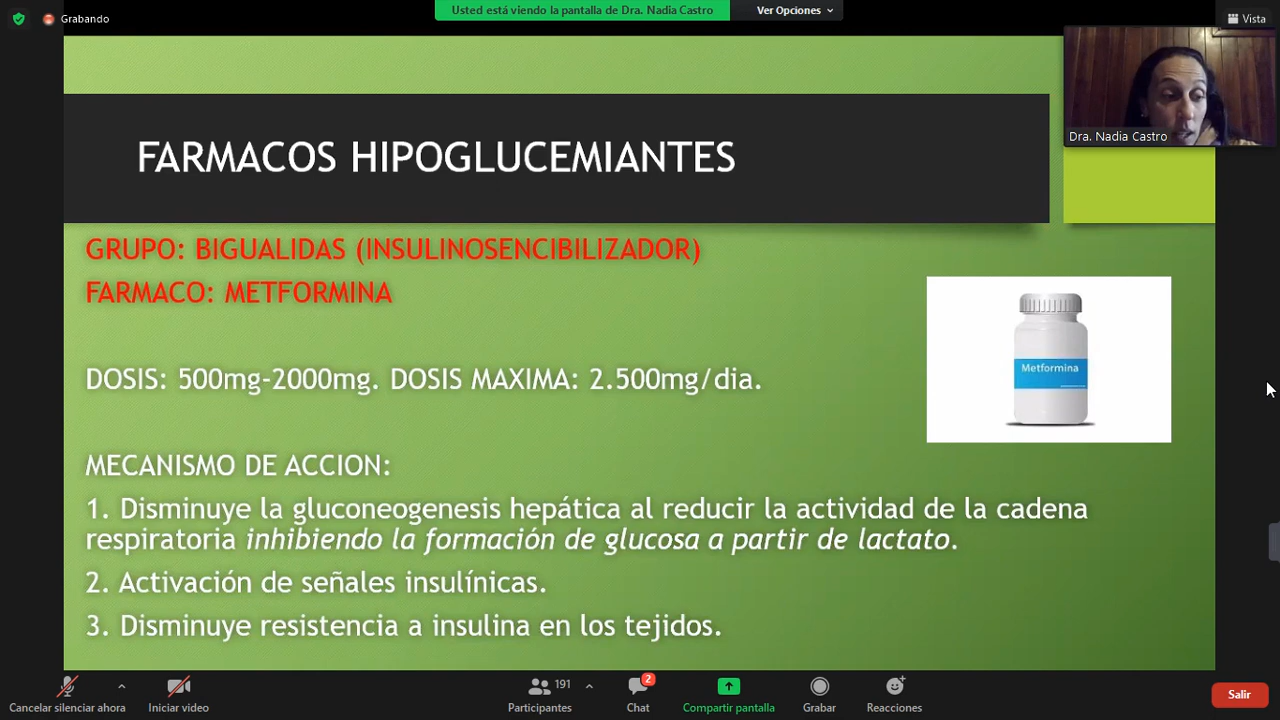 Grabando
Usted está viendo la pantalla de Dra. Nadia Castro
Ver Opciones
Vista
Dra. Nadia Castro
FARMACOS HIPOGLUCEMIANTES
GRUPO: BIGUALIDAS (INSULINOSENCIBILIZADOR)
FARMACO: METFORMINA
DOSIS: 500mg-2000mg. DOSIS MAXIMA: 2.500mg/dia.
Metformina
MECANISMO DE ACCION:
1. Disminuye la gluconeogenesis hepática al reducir la actividad de la cadena
respiratoria inhibiendo la formación de glucosa a partir de lactato.
2. Activación de señales insulínicas.
3. Disminuye resistencia a insulina en los tejidos.
Cancelar silenciar ahora
Iniciar video
191
Participantes
2
Chat
Compartir pantalla
Grabar
Reacciones
Salir